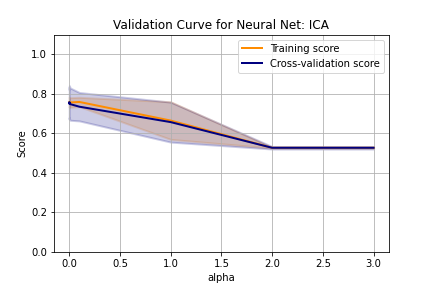 Validation Curve for Neural Net: ICA
Training score
Cross-validation score
Score
1.0
0.8
0.6
0.4
0.2
0.0
0.0 0.5 1.0 1.5 2.0 2.5 3.0
alpha